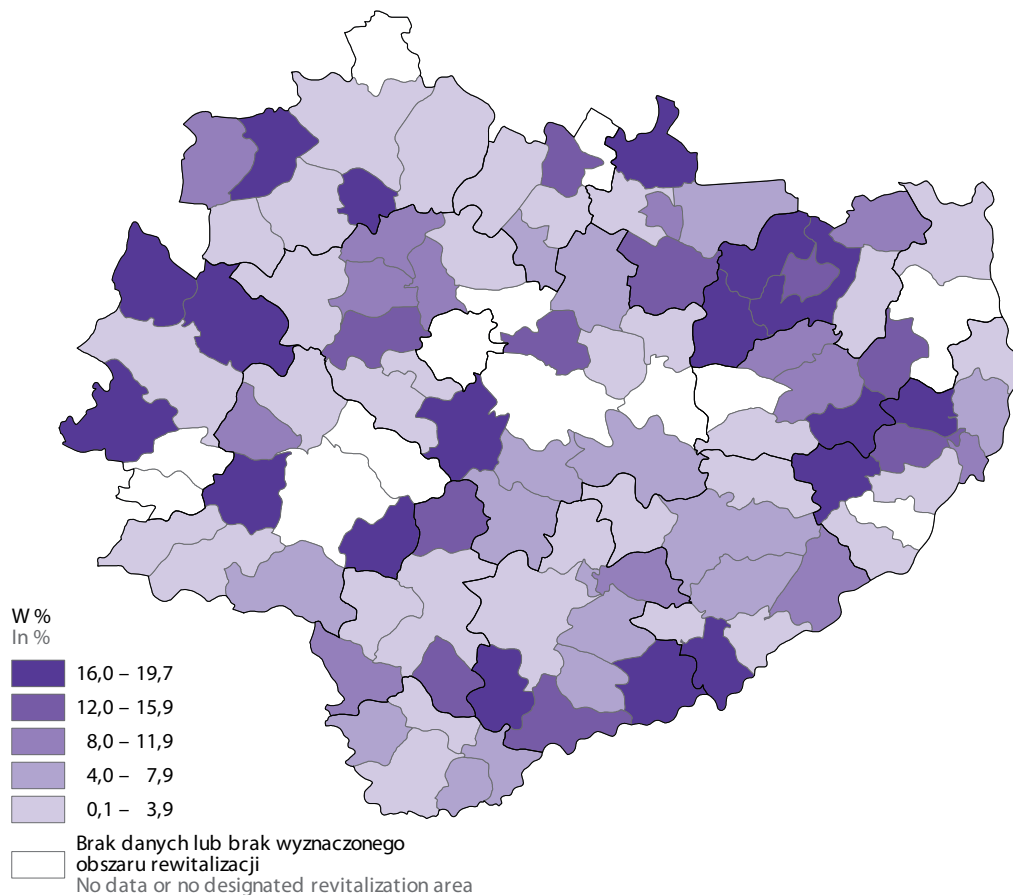 W %
In %
16,0 – 19,7
12,0 – 15,9
8,0 – 11,9
4,0 – 7,9
0,1 – 3,9
Brak danych lub brak wyznaczonego
obszaru rewitalizacji
No data or no designated revitalization area